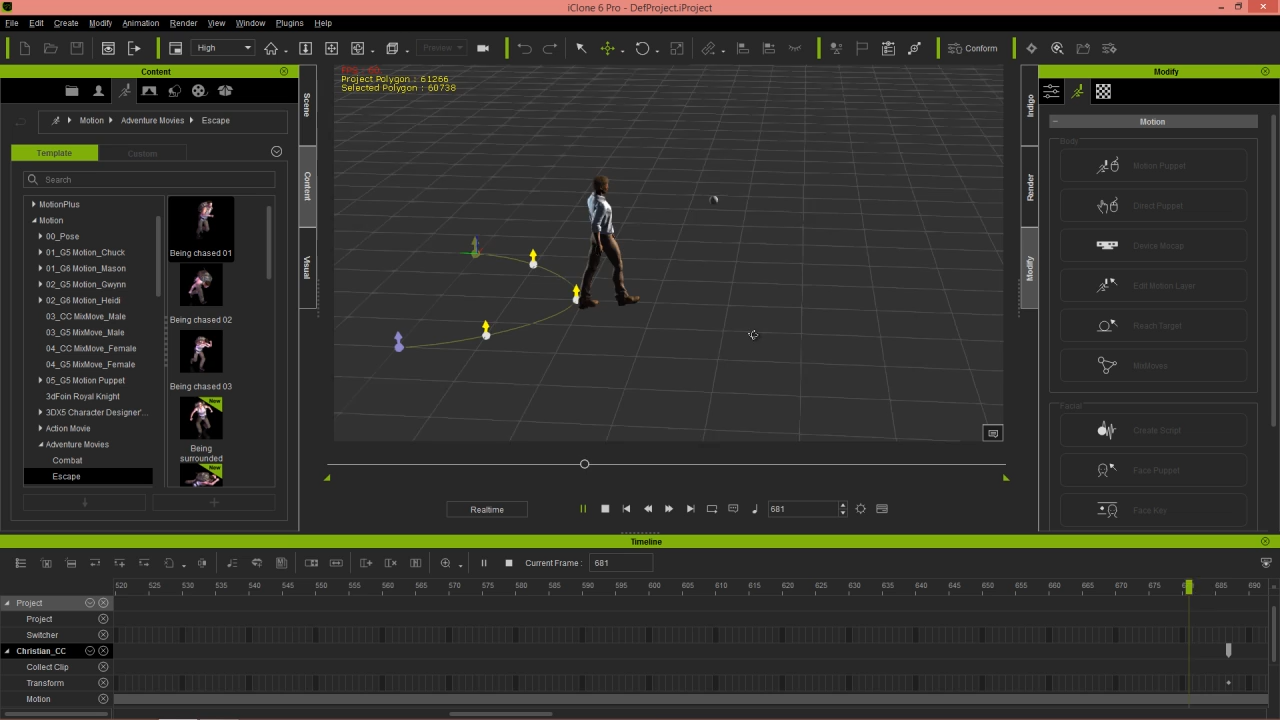 iClone 6 Pro - DefProject.iProject
File Edit Create Modify Animation Render View Window Plugins Help
High Preview Conform
Content
Motion Adventure Movies Escape
Template Custom
Search
MotionPlus
Motion
00_Pose
01_G5 Motion_Chuck
01_G6 Motion_Mason
02_G5 Motion_Gwynn
02_G6 Motion_Heidi
03_CC MixMove_Male
03_G5 MixMove_Male
04_CC MixMove_Female
04_G5 MixMove_Female
05_G5 Motion Puppet
3dFoin Royal Knight
3DX5 Character Designer'...
Action Movie
Adventure Movies
Combat
Escape
Being chased 01
Being chased 02
Being chased 03
New
Being
surrounded
New
Scene
Content
Visual
Project Polygon : 61266
Selected Polygon : 60738
Realtime
681
Indigo
Render
Modify
Modify
Motion
Body
Motion Puppet
Direct Puppet
Device Mocap
Edit Motion Layer
Reach Target
MixMoves
Facial
Create Script
Face Puppet
Face Key
Timeline
Current Frame : 681
520 525 530 535 540 545 550 555 560 565 570 575 580 585 590 595 600 605 610 615 620 625 630 635 640 645 650 655 660 665 670 675 685 690
Project
Project
Switcher
Christian_CC
Collect Clip
Transform
Motion